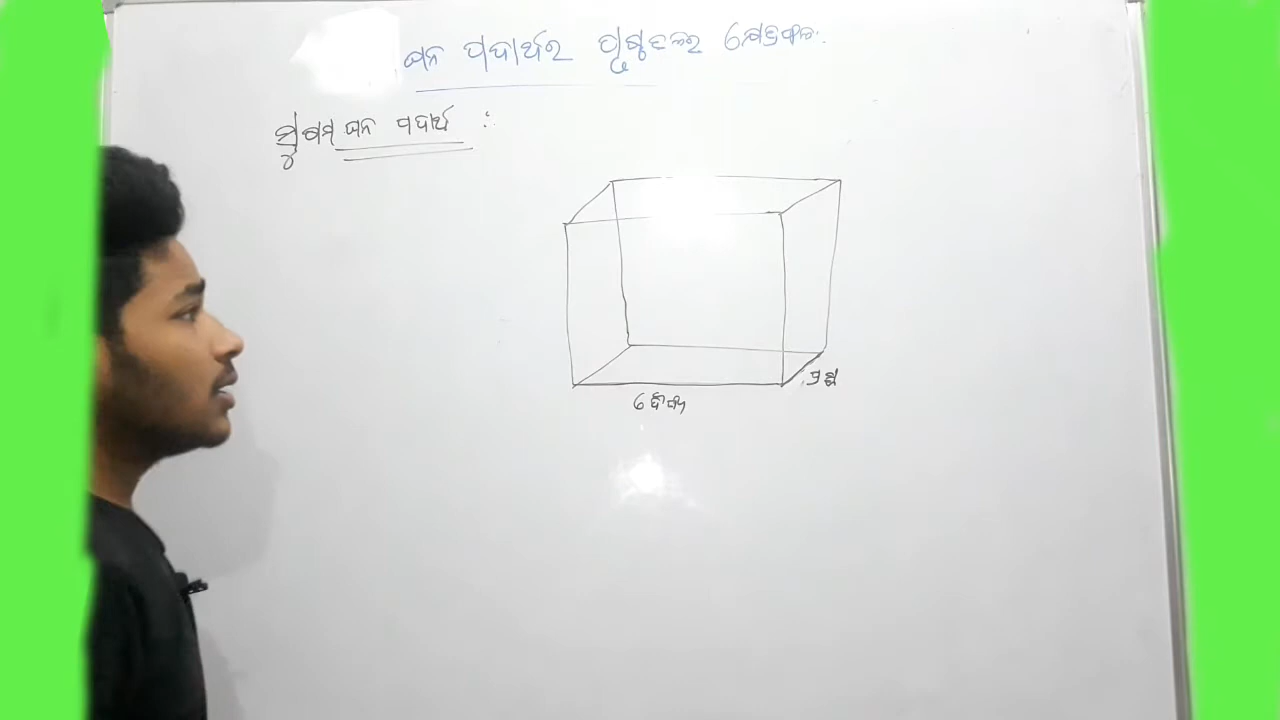 ଘନ ପଦାର୍ଥର ପୃଷ୍ଠତଳର କ୍ଷେତ୍ରଫଳ
ସୁଷମ ଘନ ପଦାର୍ଥ :
ପ୍ରସ୍ଥ
ଦୈର୍ଘ୍ୟ